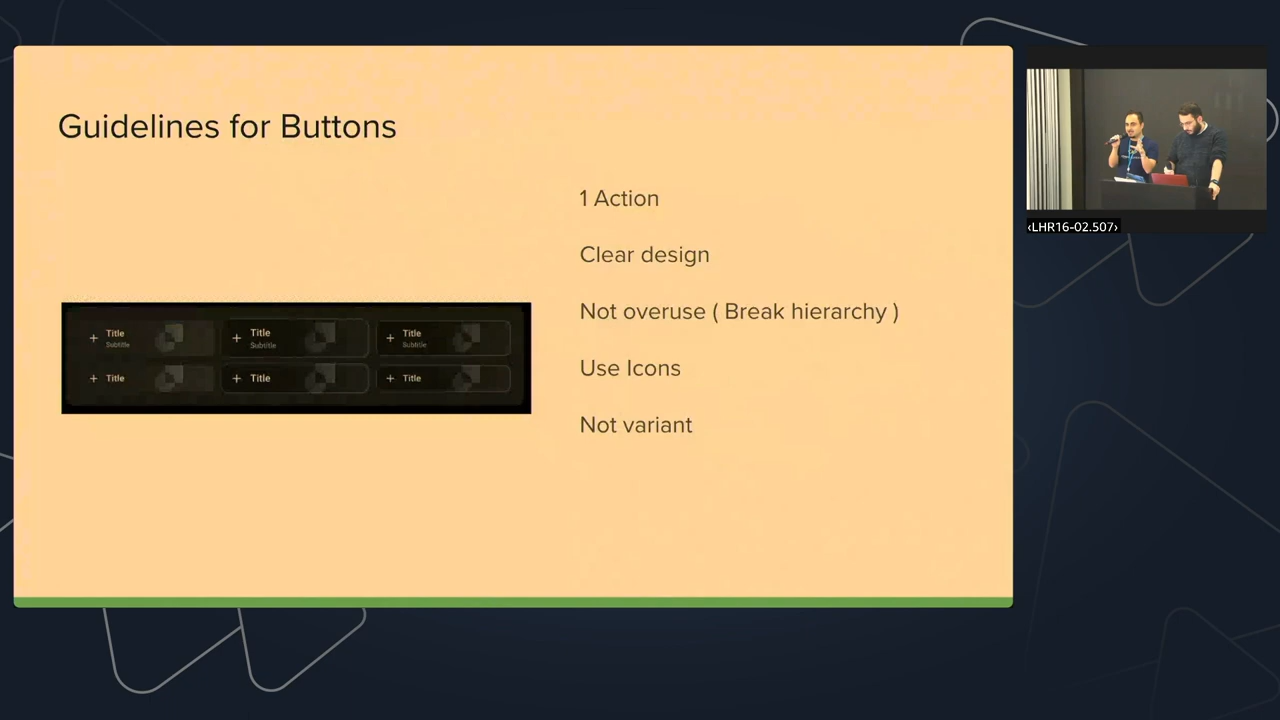 Guidelines for Buttons
1 Action
Clear design
Not overuse ( Break hierarchy )
Use Icons
Not variant
+ Title
Subtitle
+ Title
Subtitle
+ Title
Subtitle
+ Title
+ Title
+ Title
‹LHR16-02.507›